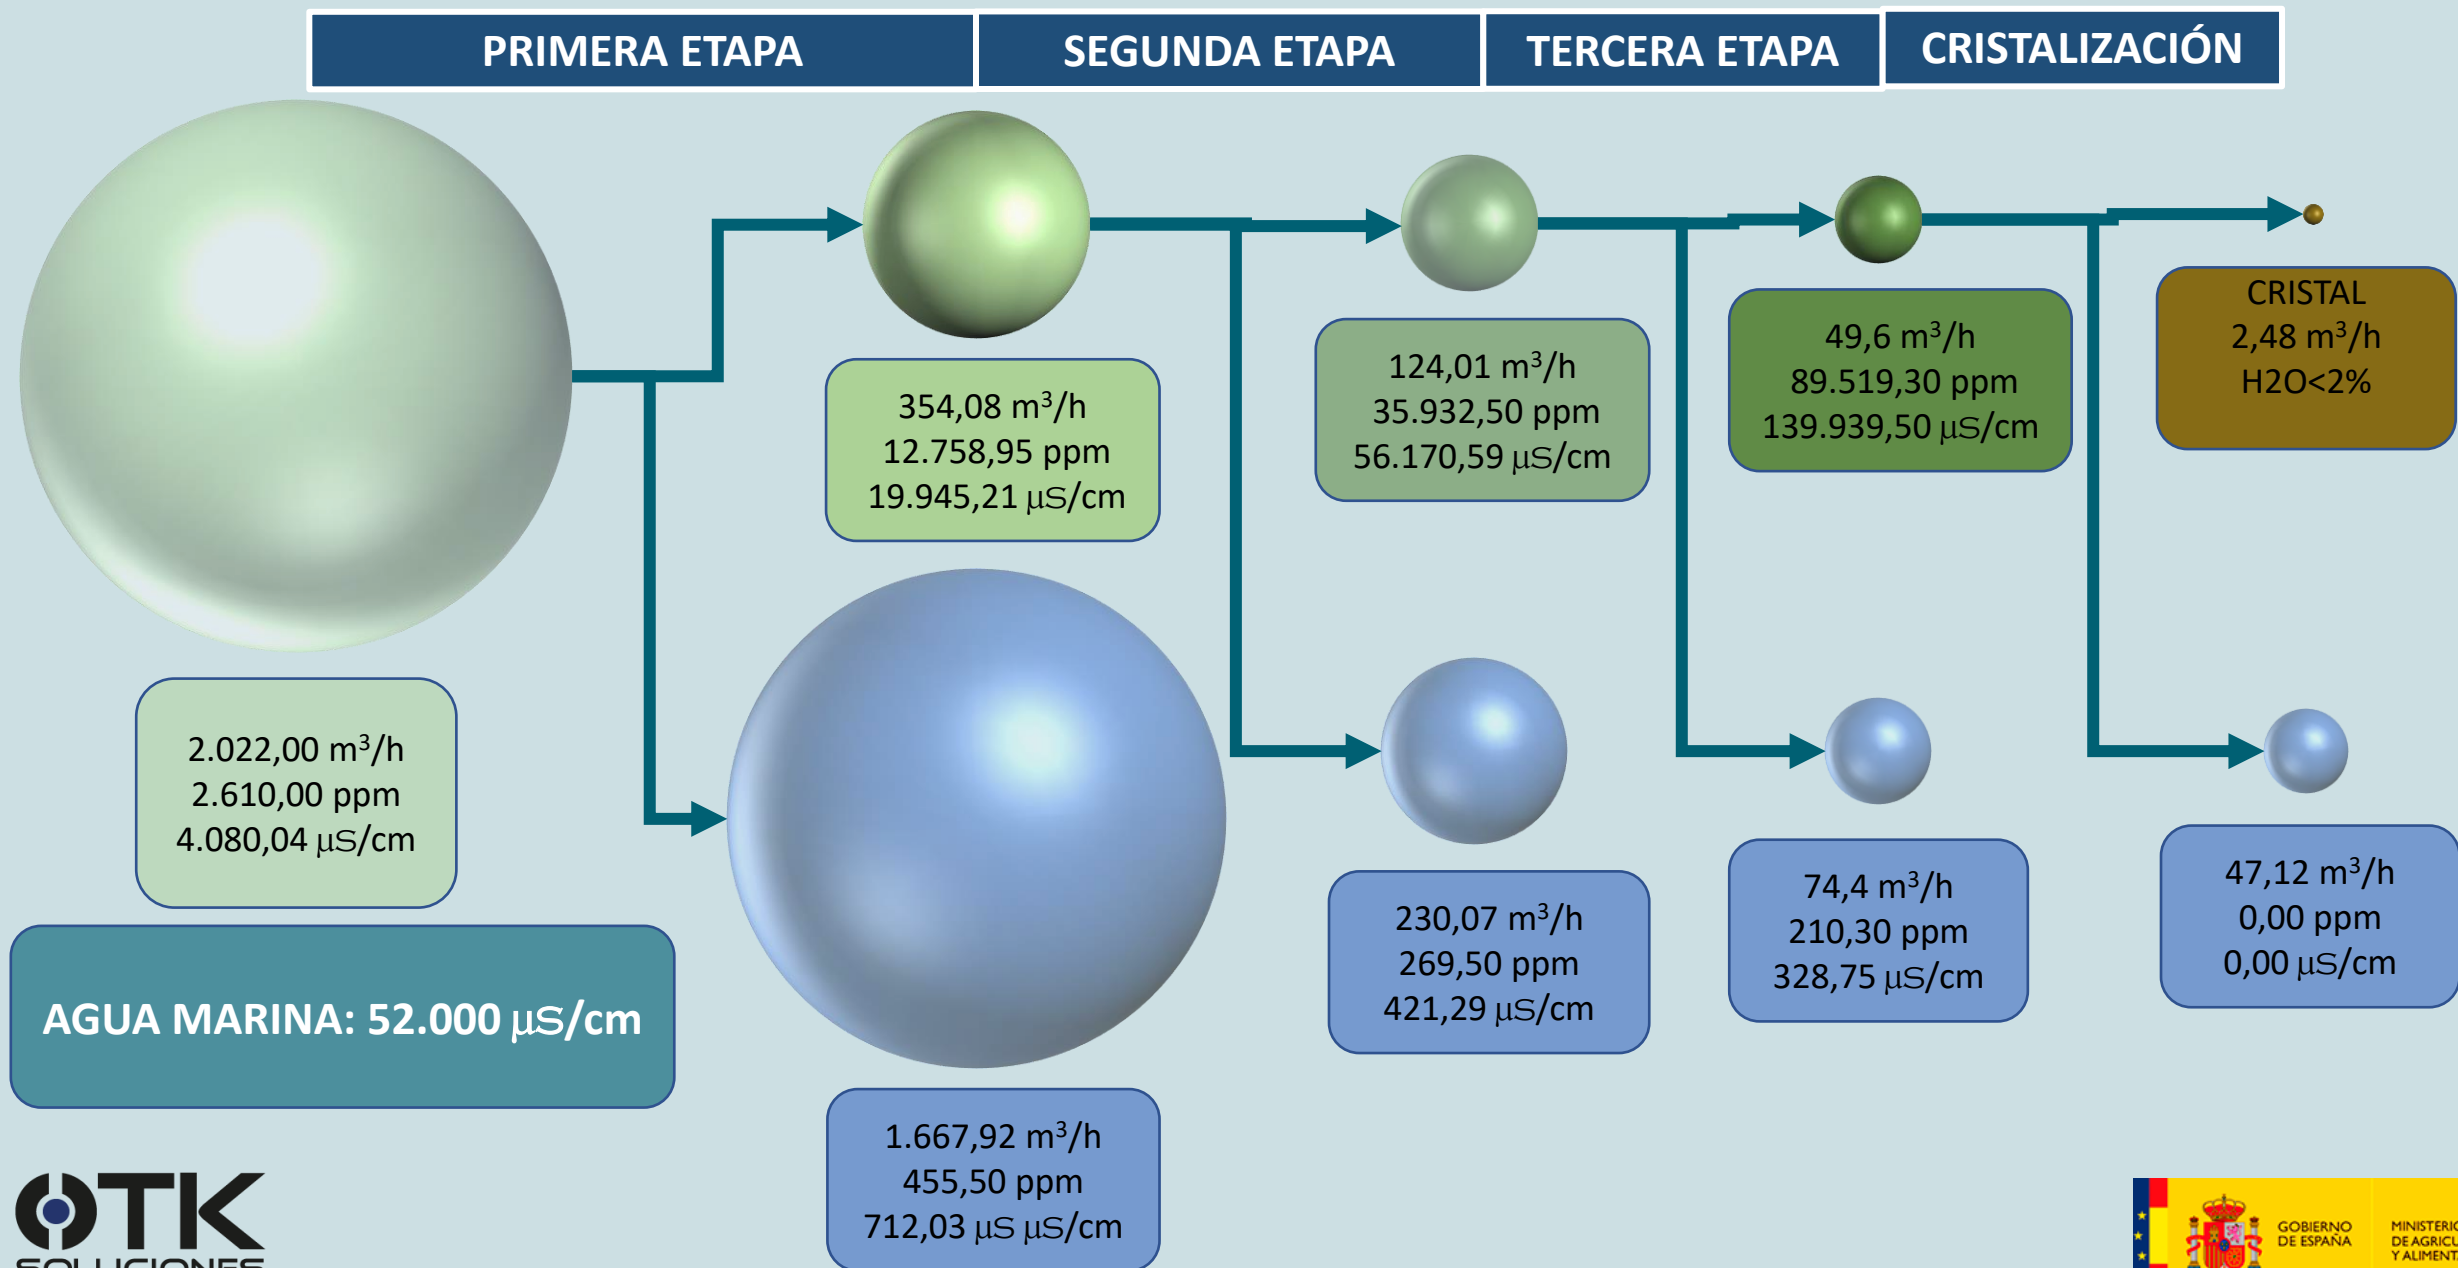 PRIMERA ETAPA
SEGUNDA ETAPA
TERCERA ETAPA
CRISTALIZACIÓN
2.022,00 m³/h
2.610,00 ppm
4.080,04 µS/cm
AGUA MARINA: 52.000 µS/cm
354,08 m³/h
12.758,95 ppm
19.945,21 µS/cm
1.667,92 m³/h
455,50 ppm
712,03 µS µS/cm
124,01 m³/h
35.932,50 ppm
56.170,59 µS/cm
230,07 m³/h
269,50 ppm
421,29 µS/cm
49,6 m³/h
89.519,30 ppm
139.939,50 µS/cm
74,4 m³/h
210,30 ppm
328,75 µS/cm
CRISTAL
2,48 m³/h
H2O<2%
47,12 m³/h
0,00 ppm
0,00 µS/cm
OTK
SOLUCIONES
GOBIERNO
DE ESPAÑA
MINISTERIO
DE AGRICU
Y ALIMENT